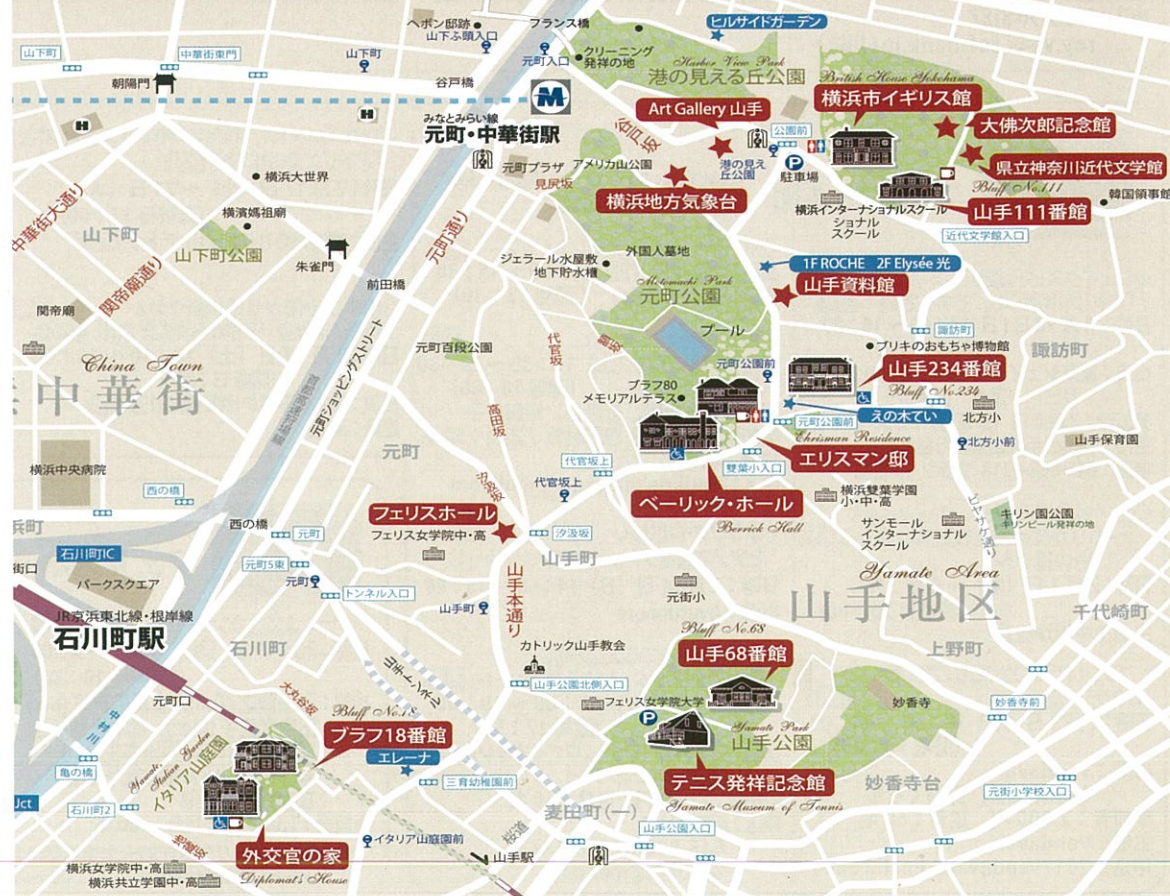 ヘボン邸跡
山下ふ頭入口
フランス橋
ヒルサイドガーデン
山下町
中華街東門
山下町
元町入口
クリーニング
発祥の地
Harbor View Park
港の見える丘公園
British House Yokohama
横浜市イギリス館
朝陽門
谷戸橋
M
みなとみらい線
元町・中華街駅
谷戸坂
Art Gallery 山手
公園前
大佛次郎記念館
H
H
元町プラザ
アメリカ山公園
見尻坂
港の見え
丘公園
P
駐車場
県立神奈川近代文学館
Bluff No.111
山手111番館
韓国領事館
横浜大世界
横浜地方気象台
横浜インターナショナルスクール
ショナル
スクール
近代文学館入口
中華街大通り
山下町
横濱媽祖廟
山下町公園
朱雀門
元町通り
関帝廟通り
関帝廟
前田橋
ジェラール水屋敷
地下貯水槽
外国人墓地
Motomachi Park
元町公園
1F ROCHE 2F Elysée 光
山手資料館
プール
諏訪町
諏訪町
ブリキのおもちゃ博物館
China Town
中華街
元町ショッピングストリート
元町百段公園
代官坂
元町公園前
山手234番館
Bluff No.234
ブラフ80
メモリアルテラス
えの木てい
元町公園前
北方小
北方小前
山手保育園
高田坂
元町
Ehrisman Residence
エリスマン邸
横浜中央病院
西の橋
代官坂上
代官坂上
汐汲坂
双葉小入口
ベーリック・ホール
Berrick Hall
横浜雙葉学園
小・中・高
サンモール
インターナショナル
スクール
キリン園公園
キリンビール発祥の地
ビヤザケ通り
フェリスホール
フェリス女学院中・高
汐汲坂
山手町
浜町
西の橋
元町
石川町IC
街口
パークスクエア
元町5東
元町
トンネル入口
山手本通り
山手町
元街小
Yamate Area
山手地区
千代崎町
JR京浜東北線・根岸線
石川町駅
石川町
カトリック山手教会
Bluff No.68
山手68番館
上野町
山手トンネル
山手公園北側入口
フェリス女学院大学
P
Yamate Park
山手公園
妙香寺
妙香寺前
元町口
中村川
大丸谷坂
Bluff No.18
ブラフ18番館
エレーナ
Yamate Italian Garden
イタリア山庭園
テニス発祥記念館
Yamate Museum of Tennis
妙香寺台
亀の橋
三育幼稚園前
元街小学校入口
Jct
石川町2
麦田町(一)
山手公園入口
桜道
地蔵坂
イタリア山庭園前
外交官の家
Diplomat's House
山手駅
横浜女学院中・高
横浜共立学園中・高